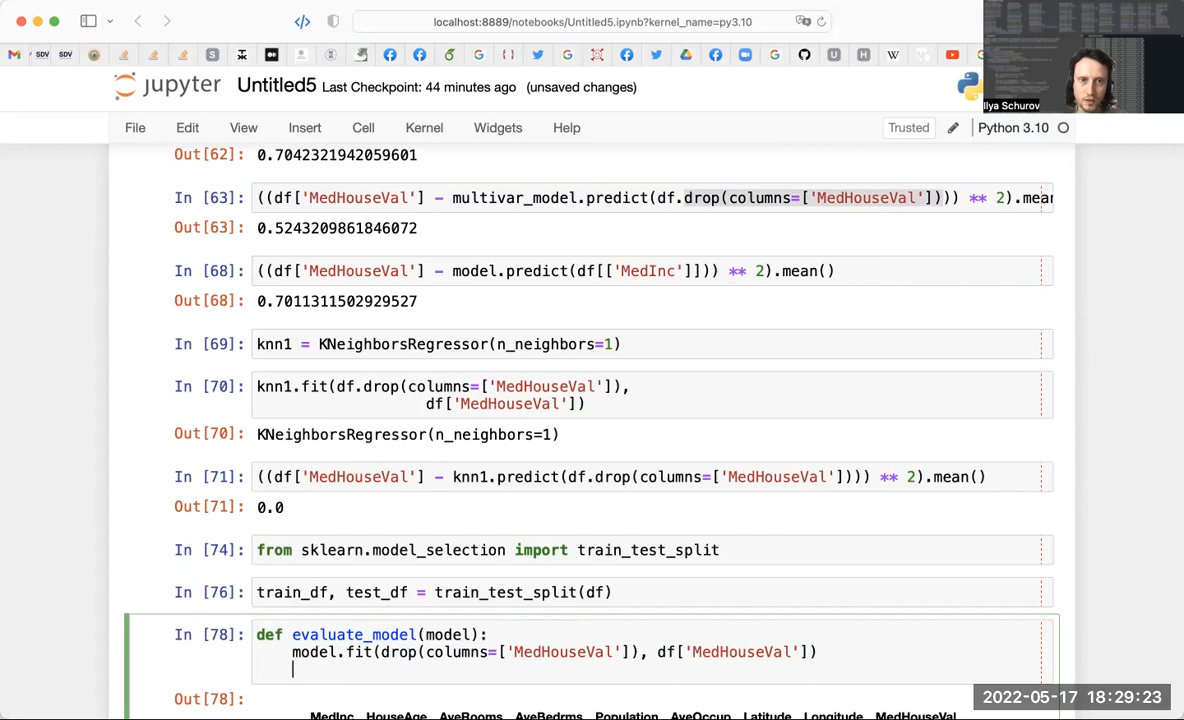 localhost:8889/notebooks/Untitled5.ipynb?kernel_name=py3.10
SDV SDV
Ilya Schurov
jupyter Untitled5 Last Checkpoint: 44 minutes ago (unsaved changes)
File Edit View Insert Cell Kernel Widgets Help Trusted Python 3.10
Out[62]: 0.7042321942059601
In [63]: ((df['MedHouseVal'] - multivar_model.predict(df.drop(columns=['MedHouseVal']))) ** 2).mean
Out[63]: 0.5243209861846072
In [68]: ((df['MedHouseVal'] - model.predict(df[['MedInc']])) ** 2).mean()
Out[68]: 0.7011311502929527
In [69]: knn1 = KNeighborsRegressor(n_neighbors=1)
In [70]: knn1.fit(df.drop(columns=['MedHouseVal']),
df['MedHouseVal'])
Out[70]: KNeighborsRegressor(n_neighbors=1)
In [71]: ((df['MedHouseVal'] - knn1.predict(df.drop(columns=['MedHouseVal']))) ** 2).mean()
Out[71]: 0.0
In [74]: from sklearn.model_selection import train_test_split
In [76]: train_df, test_df = train_test_split(df)
In [78]: def evaluate_model(model):
model.fit(drop(columns=['MedHouseVal']), df['MedHouseVal'])
Out[78]:
MedInc HouseAge AveRooms AveBedrms Population AveOccup Latitude Longitude MedHouseVal
2022-05-17 18:29:23